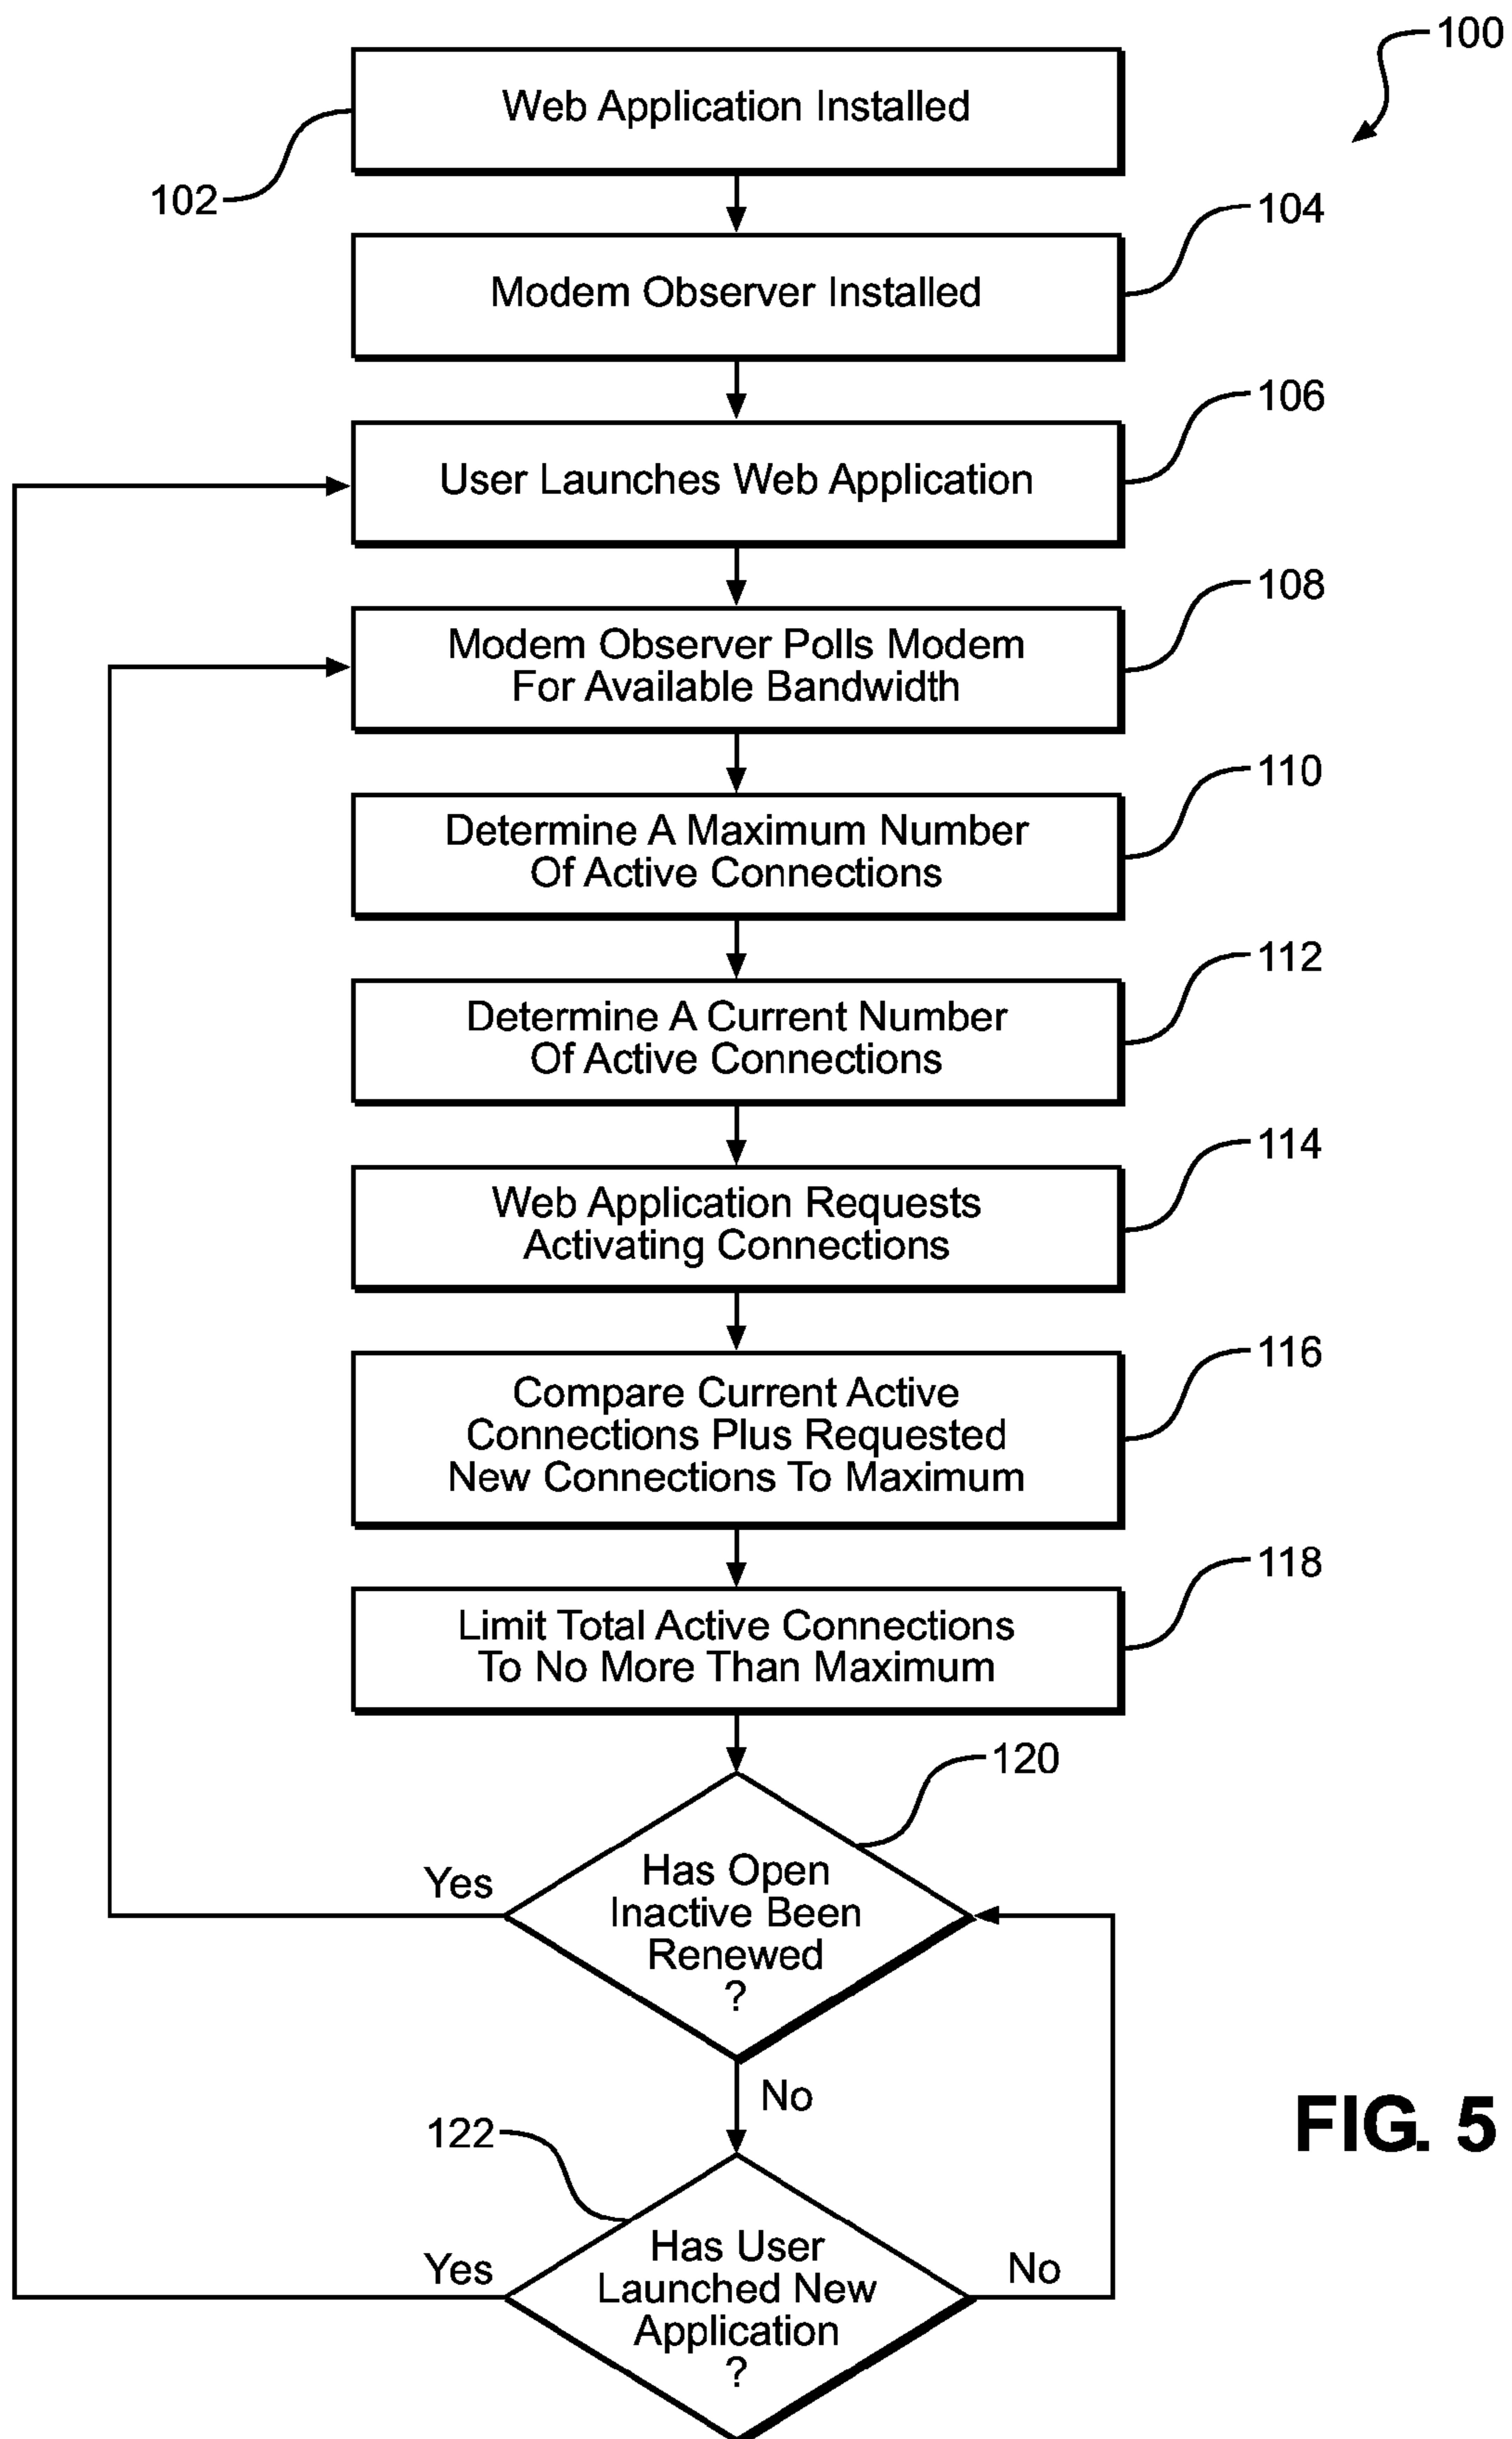 100
Web Application Installed
102
104
Modem Observer Installed
106
User Launches Web Application
108
Modem Observer Polls Modem
For Available Bandwidth
110
Determine A Maximum Number
Of Active Connections
112
Determine A Current Number
Of Active Connections
114
Web Application Requests
Activating Connections
116
Compare Current Active
Connections Plus Requested
New Connections To Maximum
118
Limit Total Active Connections
To No More Than Maximum
120
Has Open
Inactive Been
Renewed
?
Yes
No
122
Has User
Launched New
Application
?
Yes
No
FIG. 5